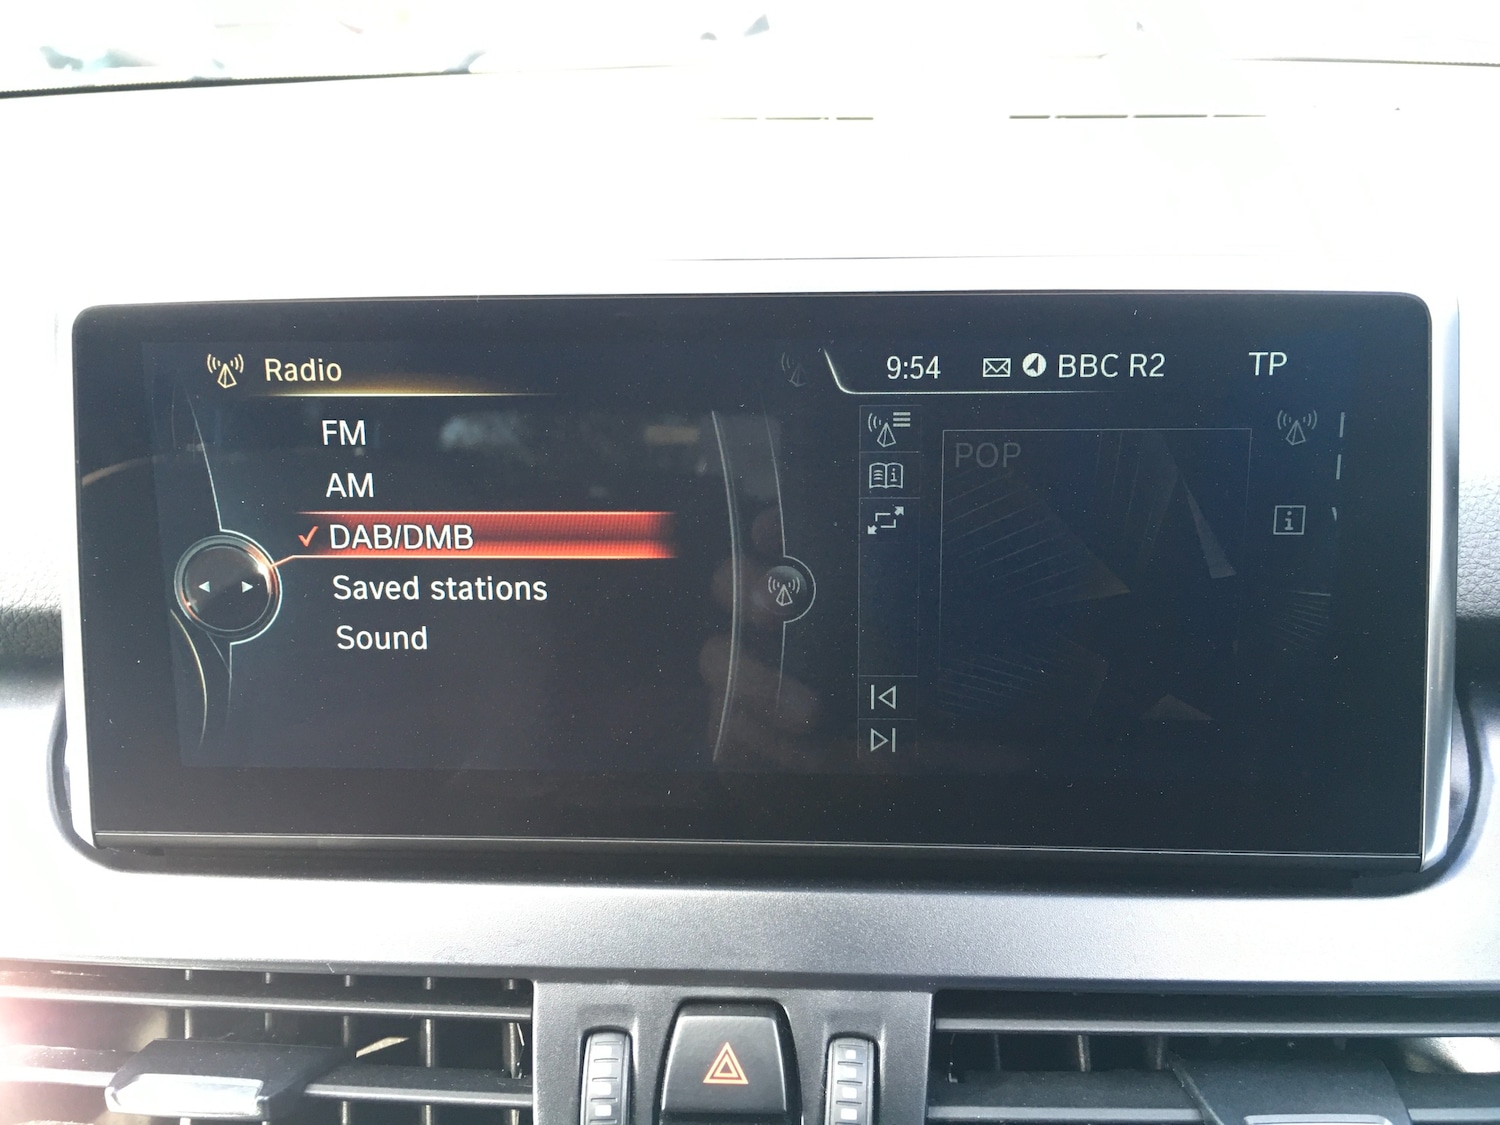 Radio
9:54 BBC R2 TP
FM
AM
✓ DAB/DMB
Saved stations
Sound
POP